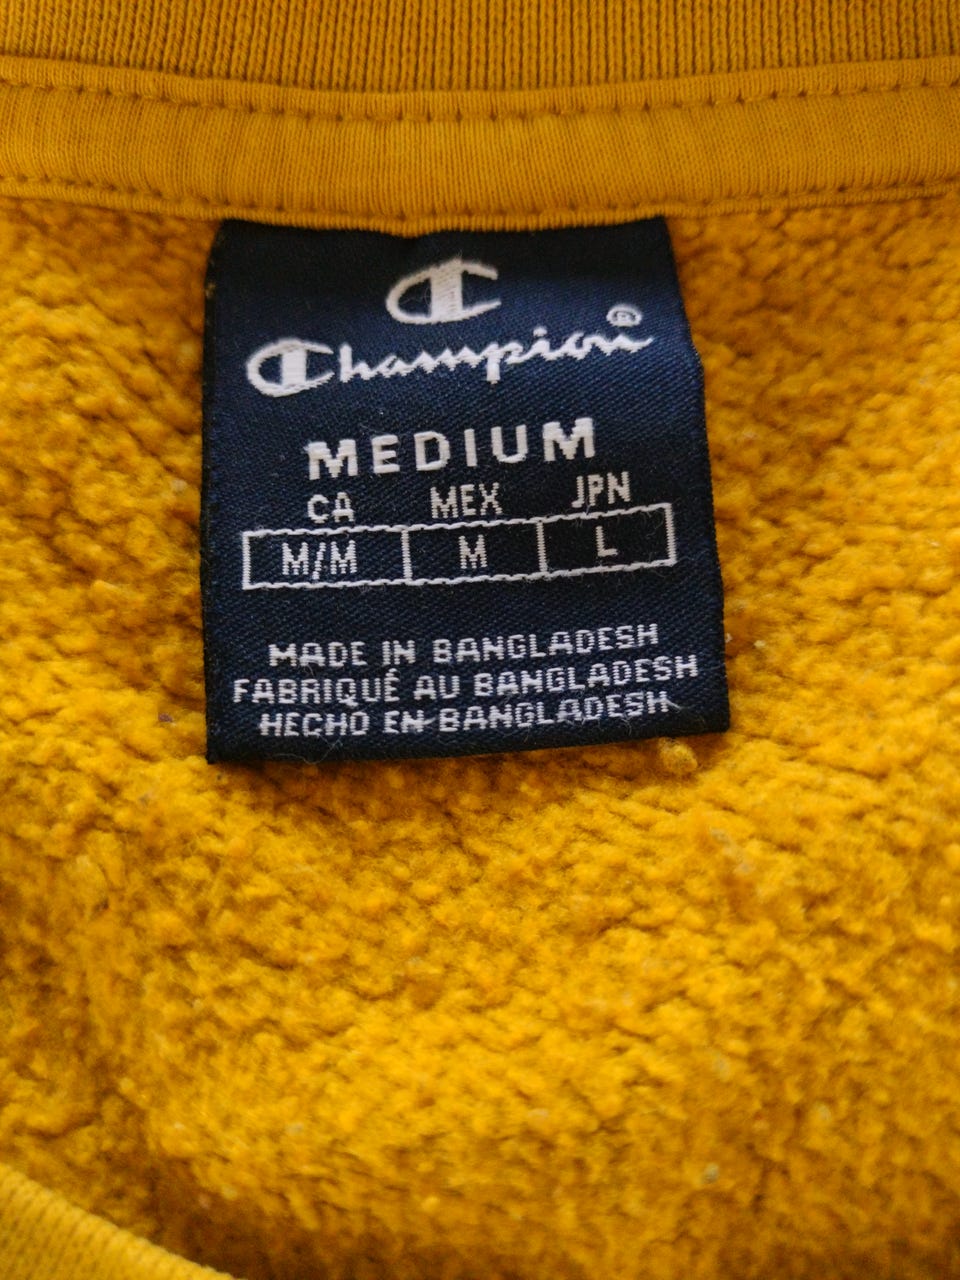 C
Champion®
MEDIUM
CA MEX JPN
M/M M L
MADE IN BANGLADESH
FABRIQUÉ AU BANGLADESH
HECHO EN BANGLADESH